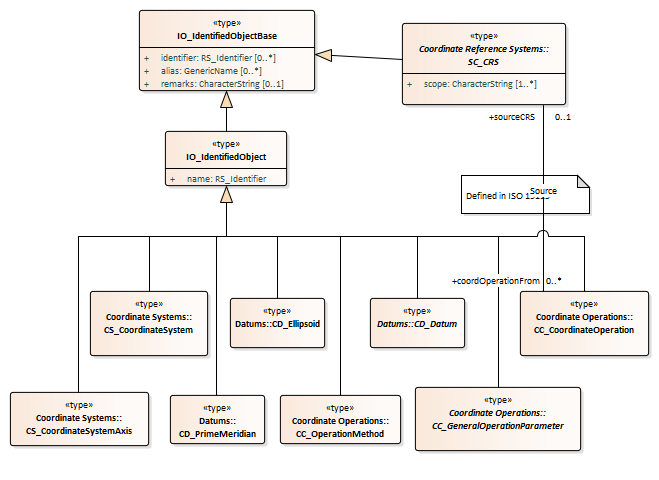 «type»
IO_IdentifiedObjectBase
+ identifier: RS_Identifier [0..*]
+ alias: GenericName [0..*]
+ remarks: CharacterString [0..1]
«type»
Coordinate Reference Systems::
SC_CRS
+ scope: CharacterString [1..*]
+sourceCRS 0..1
«type»
IO_IdentifiedObject
+ name: RS_Identifier
Defined in ISO
Source
+coordOperationFrom 0..*
«type»
Coordinate Systems::
CS_CoordinateSystem
«type»
Datums::CD_Ellipsoid
«type»
Datums::CD_Datum
«type»
Coordinate Operations::
CC_CoordinateOperation
«type»
Coordinate Systems::
CS_CoordinateSystemAxis
«type»
Datums::
CD_PrimeMeridian
«type»
Coordinate Operations::
CC_OperationMethod
«type»
Coordinate Operations::
CC_GeneralOperationParameter